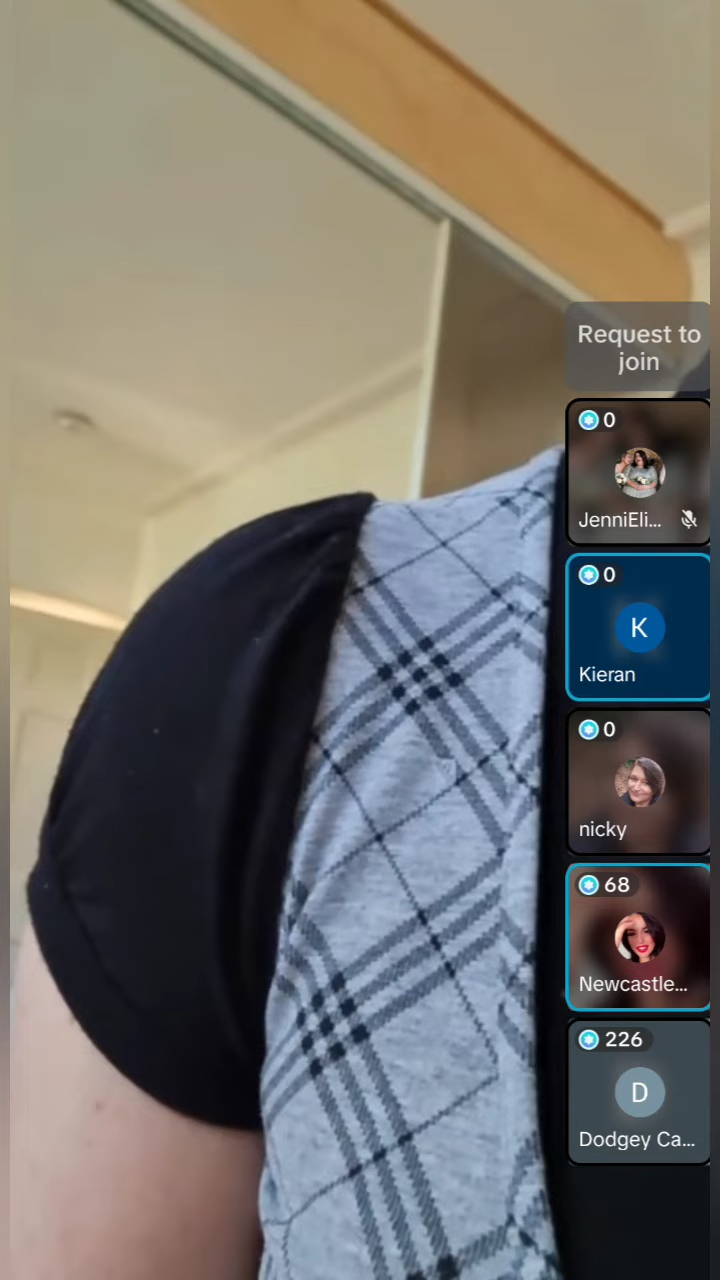 Request to
join
0
JenniEli...
0
K
Kieran
0
nicky
68
Newcastle...
226
D
Dodgey Ca...